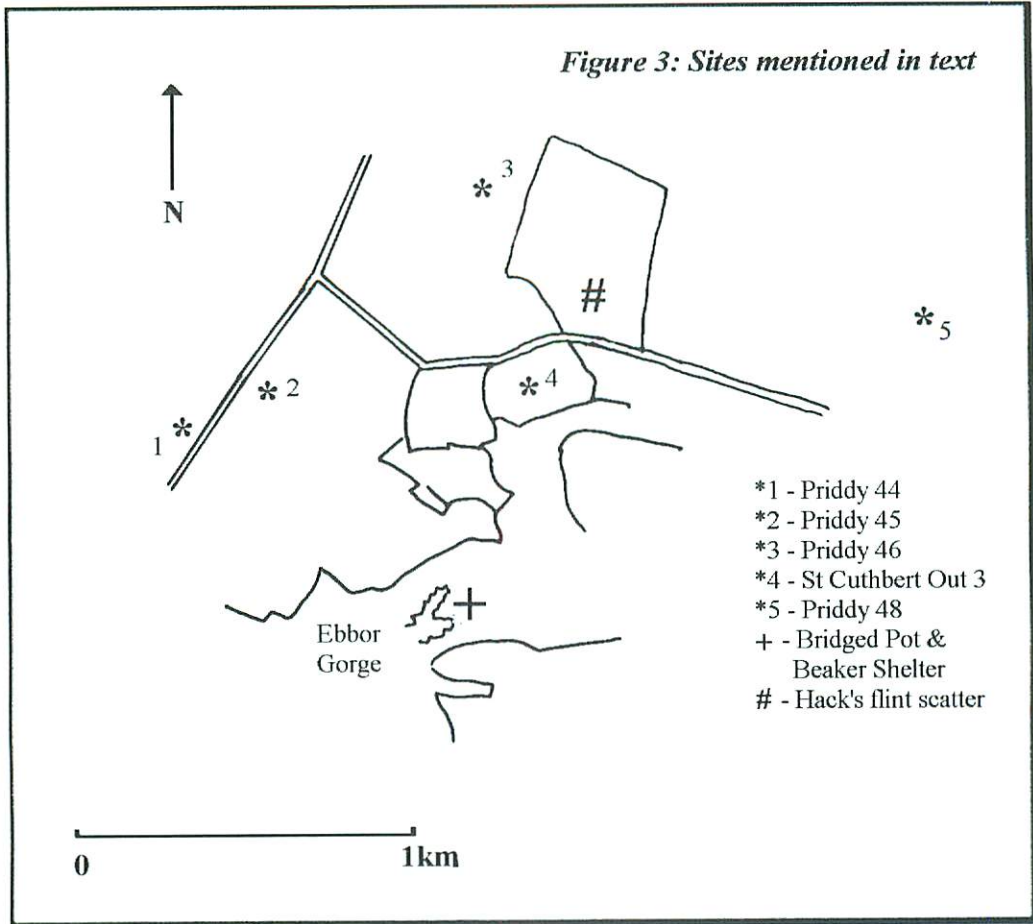 Figure 3: Sites mentioned in text
N
*3
#
*5
*2
*4
1*
*1 - Priddy 44
*2 - Priddy 45
*3 - Priddy 46
*4 - St Cuthbert Out 3
*5 - Priddy 48
+ - Bridged Pot &
Beaker Shelter
# - Hack's flint scatter
+
Ebbor
Gorge
0
1km